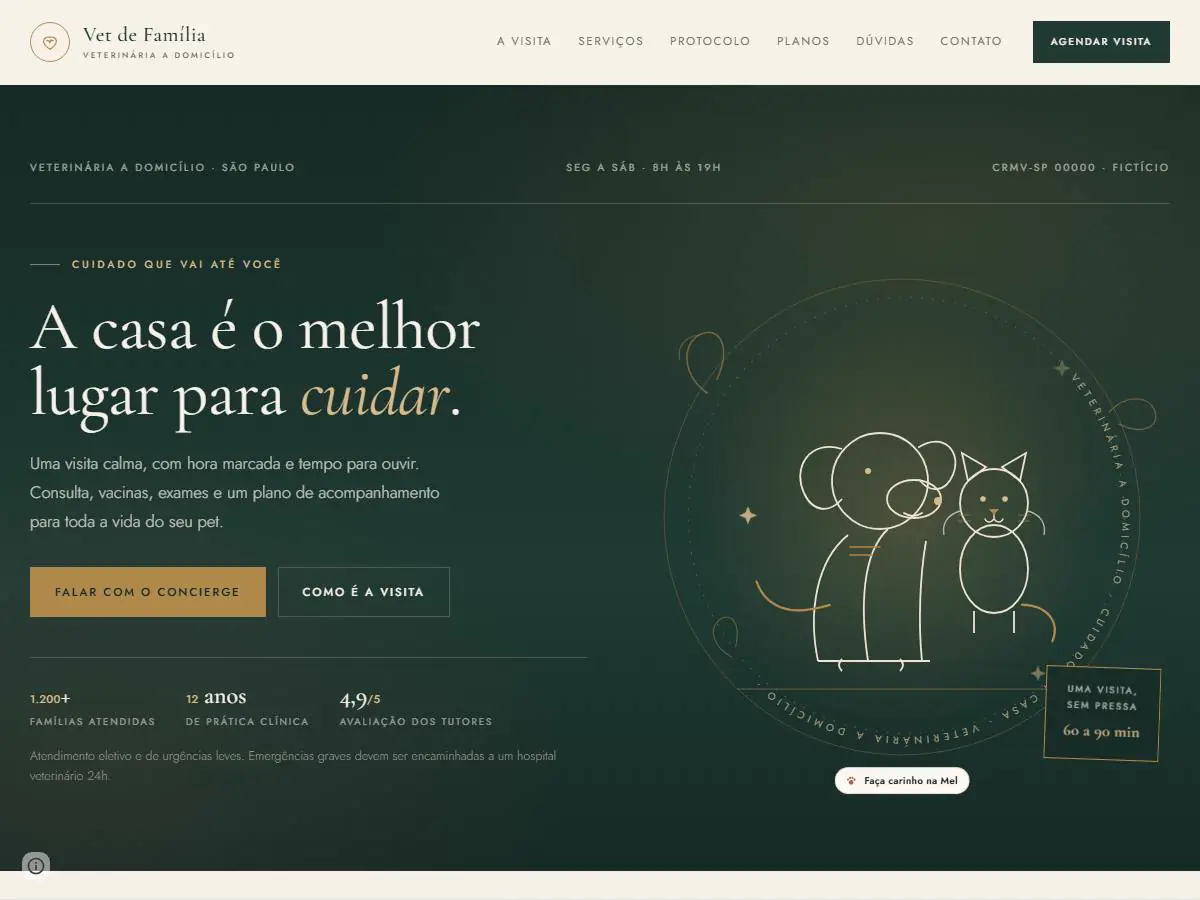 Vet de Família
VETERINÁRIA A DOMICÍLIO
A VISITA
SERVIÇOS
PROTOCOLO
PLANOS
DÚVIDAS
CONTATO
AGENDAR VISITA
VETERINÁRIA A DOMICÍLIO · SÃO PAULO
SEG A SÁB · 8H ÀS 19H
CRMV-SP 00000 · FICTÍCIO
CUIDADO QUE VAI ATÉ VOCÊ
A casa é o melhor
lugar para cuidar.
Uma visita calma, com hora marcada e tempo para ouvir.
Consulta, vacinas, exames e um plano de acompanhamento
para toda a vida do seu pet.
FALAR COM O CONCIERGE
COMO É A VISITA
1.200+
FAMÍLIAS ATENDIDAS
12 anos
DE PRÁTICA CLÍNICA
4,9/5
AVALIAÇÃO DOS TUTORES
Atendimento eletivo e de urgências leves. Emergências graves devem ser encaminhadas a um hospital
veterinário 24h.
VETERINÁRIA A DOMICÍLIO · CUIDADO
CASA · VETERINÁRIA A DOMICÍLIO
UMA VISITA,
SEM PRESSA
60 a 90 min
Faça carinho na Mel